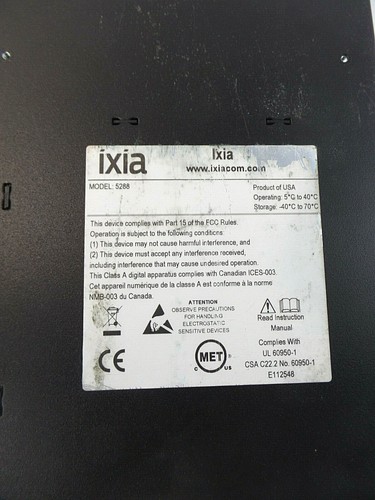 ixia
Ixia
www.ixiacom.com
MODEL: 5288
Product of USA
Operating: 5°C to 40°C
Storage: -40°C to 70°C
This device complies with Part 15 of the FCC Rules.
Operation is subject to the following conditions:
(1) This device may not cause harmful interference, and
(2) This device must accept any interference received,
including interference that may cause undesired operation.
This Class A digital apparatus complies with Canadian ICES-003.
Cet appareil numérique de la classe A est conforme à la norme
NMB-003 du Canada.
ATTENTION
OBSERVE PRECAUTIONS
FOR HANDLING
ELECTROSTATIC
SENSITIVE DEVICES
Read Instruction
Manual
CE
C MET US
Complies With
UL 60950-1
CSA C22.2 No. 60950-1
E112546